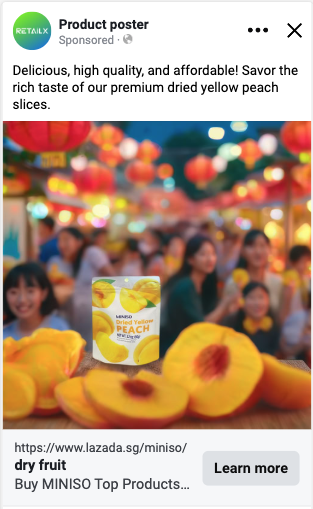 RETAILX
Product poster
Sponsored ·
Delicious, high quality, and affordable! Savor the
rich taste of our premium dried yellow peach
slices.
MINISO
Dried Yellow
PEACH
https://www.lazada.sg/miniso/
dry fruit
Buy MINISO Top Products...
Learn more